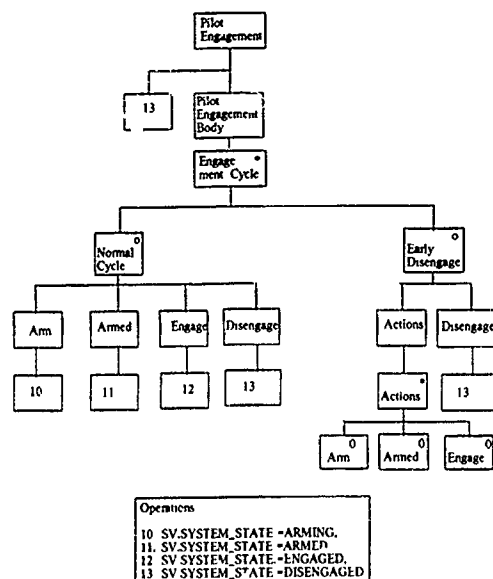 Pilot
Engagement
13
Pilot
Engagement
Body
Engage *
ment Cycle
O
Normal
Cycle
O
Early
Disengage
Arm
Armed
Engage
Disengage
Actions
Disengage
10
11
12
13
Actions *
13
Arm O
Armed O
Engage O
Operations
10 SV.SYSTEM_STATE =ARMING,
11. SV.SYSTEM_STATE =ARMED
12 SV SYSTEM_STATE.=ENGAGED,
13 SV SYSTEM_STATE =DISENGAGED